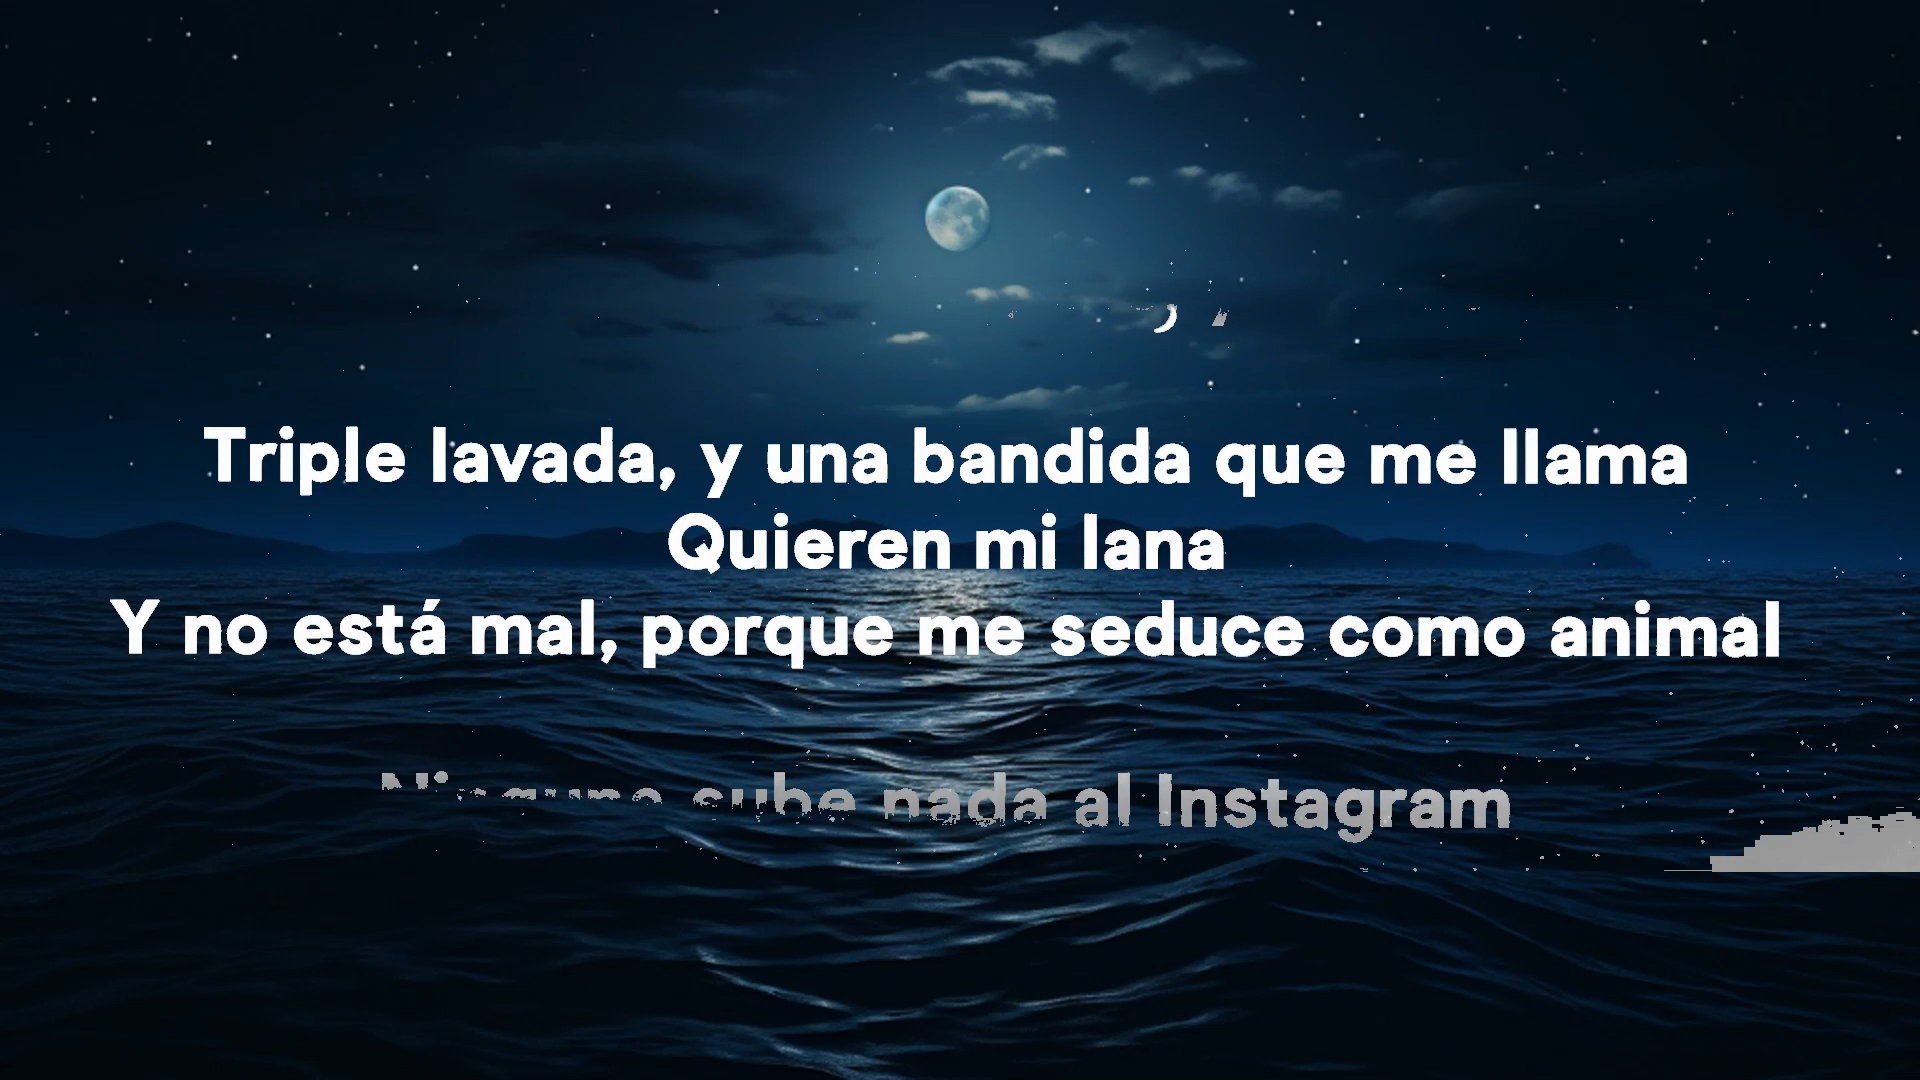 Triple lavada, y una bandida que me llama
Quieren mi lana
Y no está mal, porque me seduce como animal
sube nada al Instagram